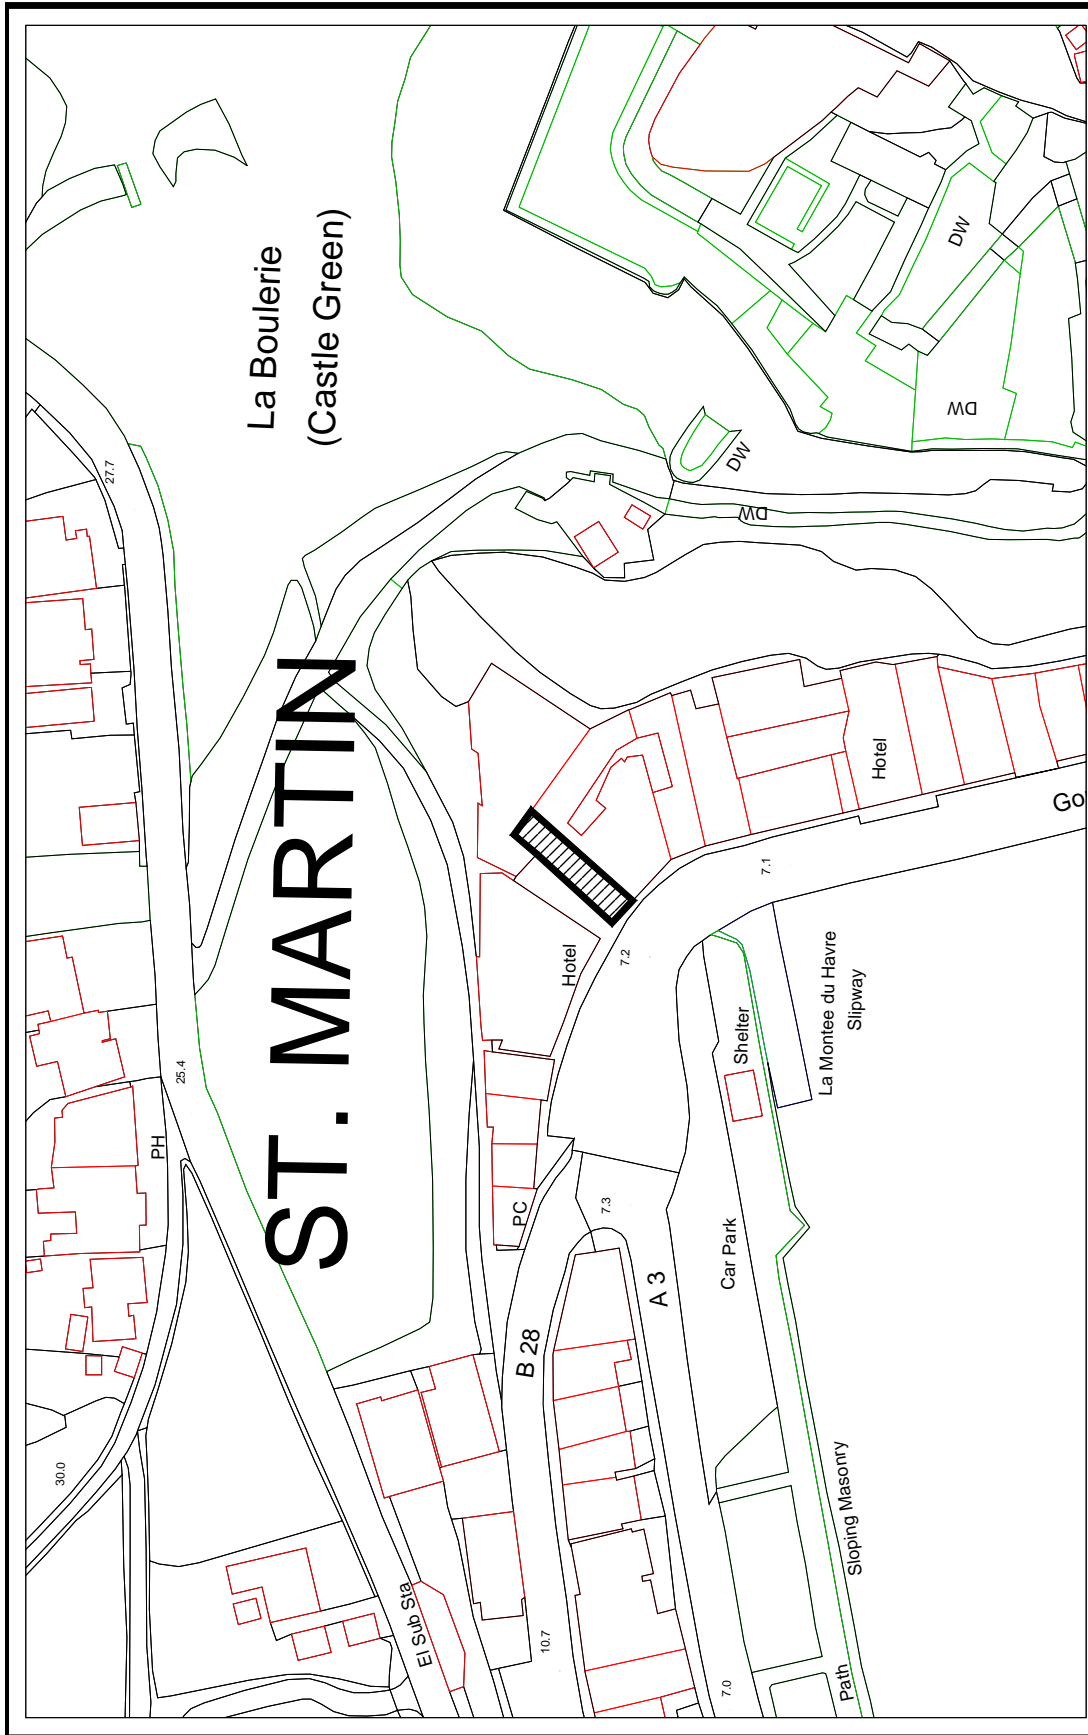 La Boulerie
(Castle Green)
DW
DW
DW
DW
27.7
ST. MARTIN
Hotel
Go
7.1
Hotel
7.2
La Montee du Havre
Slipway
Shelter
25.4
PH
PC
7.3
A 3
Car Park
B 28
30.0
Sloping Masonry
El Sub Sta
10.7
7.0
Path